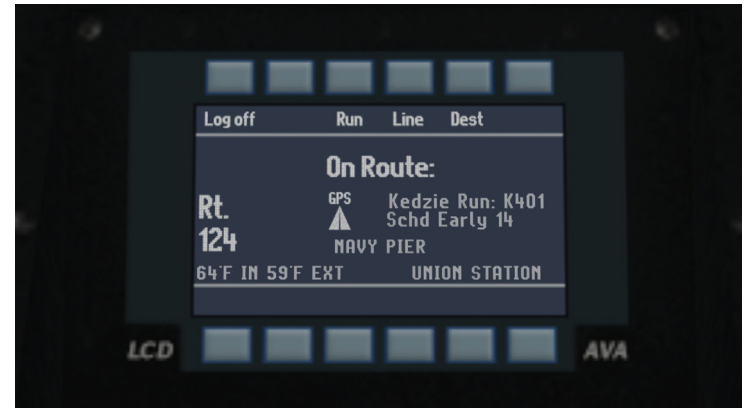 Log off Run Line Dest
On Route:
Rt.
124
GPS
Kedzie Run: K401
Schd Early 14
NAVY PIER
64°F IN 59°F EXT UNION STATION
LCD AVA